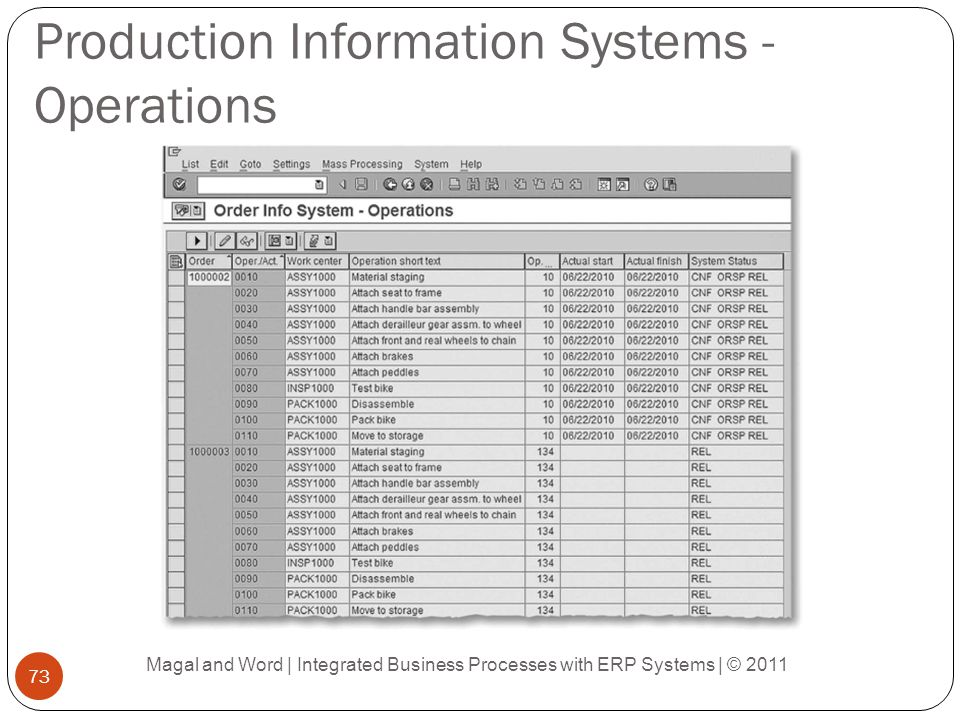 Production Information Systems -
Operations
List Edit Goto Settings Mass Processing System Help
Order Info System - Operations
Order Oper./Act. Work center Operation short text Op. ... Actual start Actual finish System Status
1000002 0010 ASSY1000 Material staging 10 06/22/2010 06/22/2010 CNF ORSP REL
0020 ASSY1000 Attach seat to frame 10 06/22/2010 06/22/2010 CNF ORSP REL
0030 ASSY1000 Attach handle bar assembly 10 06/22/2010 06/22/2010 CNF ORSP REL
0040 ASSY1000 Attach derailleur gear assm. to wheel 10 06/22/2010 06/22/2010 CNF ORSP REL
0050 ASSY1000 Attach front and real wheels to chain 10 06/22/2010 06/22/2010 CNF ORSP REL
0060 ASSY1000 Attach brakes 10 06/22/2010 06/22/2010 CNF ORSP REL
0070 ASSY1000 Attach peddles 10 06/22/2010 06/22/2010 CNF ORSP REL
0080 INSP1000 Test bike 10 06/22/2010 06/22/2010 CNF ORSP REL
0090 PACK1000 Disassemble 10 06/22/2010 06/22/2010 CNF ORSP REL
0100 PACK1000 Pack bike 10 06/22/2010 06/22/2010 CNF ORSP REL
0110 PACK1000 Move to storage 10 06/22/2010 06/22/2010 CNF ORSP REL
1000003 0010 ASSY1000 Material staging 134 REL
0020 ASSY1000 Attach seat to frame 134 REL
0030 ASSY1000 Attach handle bar assembly 134 REL
0040 ASSY1000 Attach derailleur gear assm. to wheel 134 REL
0050 ASSY1000 Attach front and real wheels to chain 134 REL
0060 ASSY1000 Attach brakes 134 REL
0070 ASSY1000 Attach peddles 134 REL
0080 INSP1000 Test bike 134 REL
0090 PACK1000 Disassemble 134 REL
0100 PACK1000 Pack bike 134 REL
0110 PACK1000 Move to storage 134 REL
73
Magal and Word | Integrated Business Processes with ERP Systems | © 2011